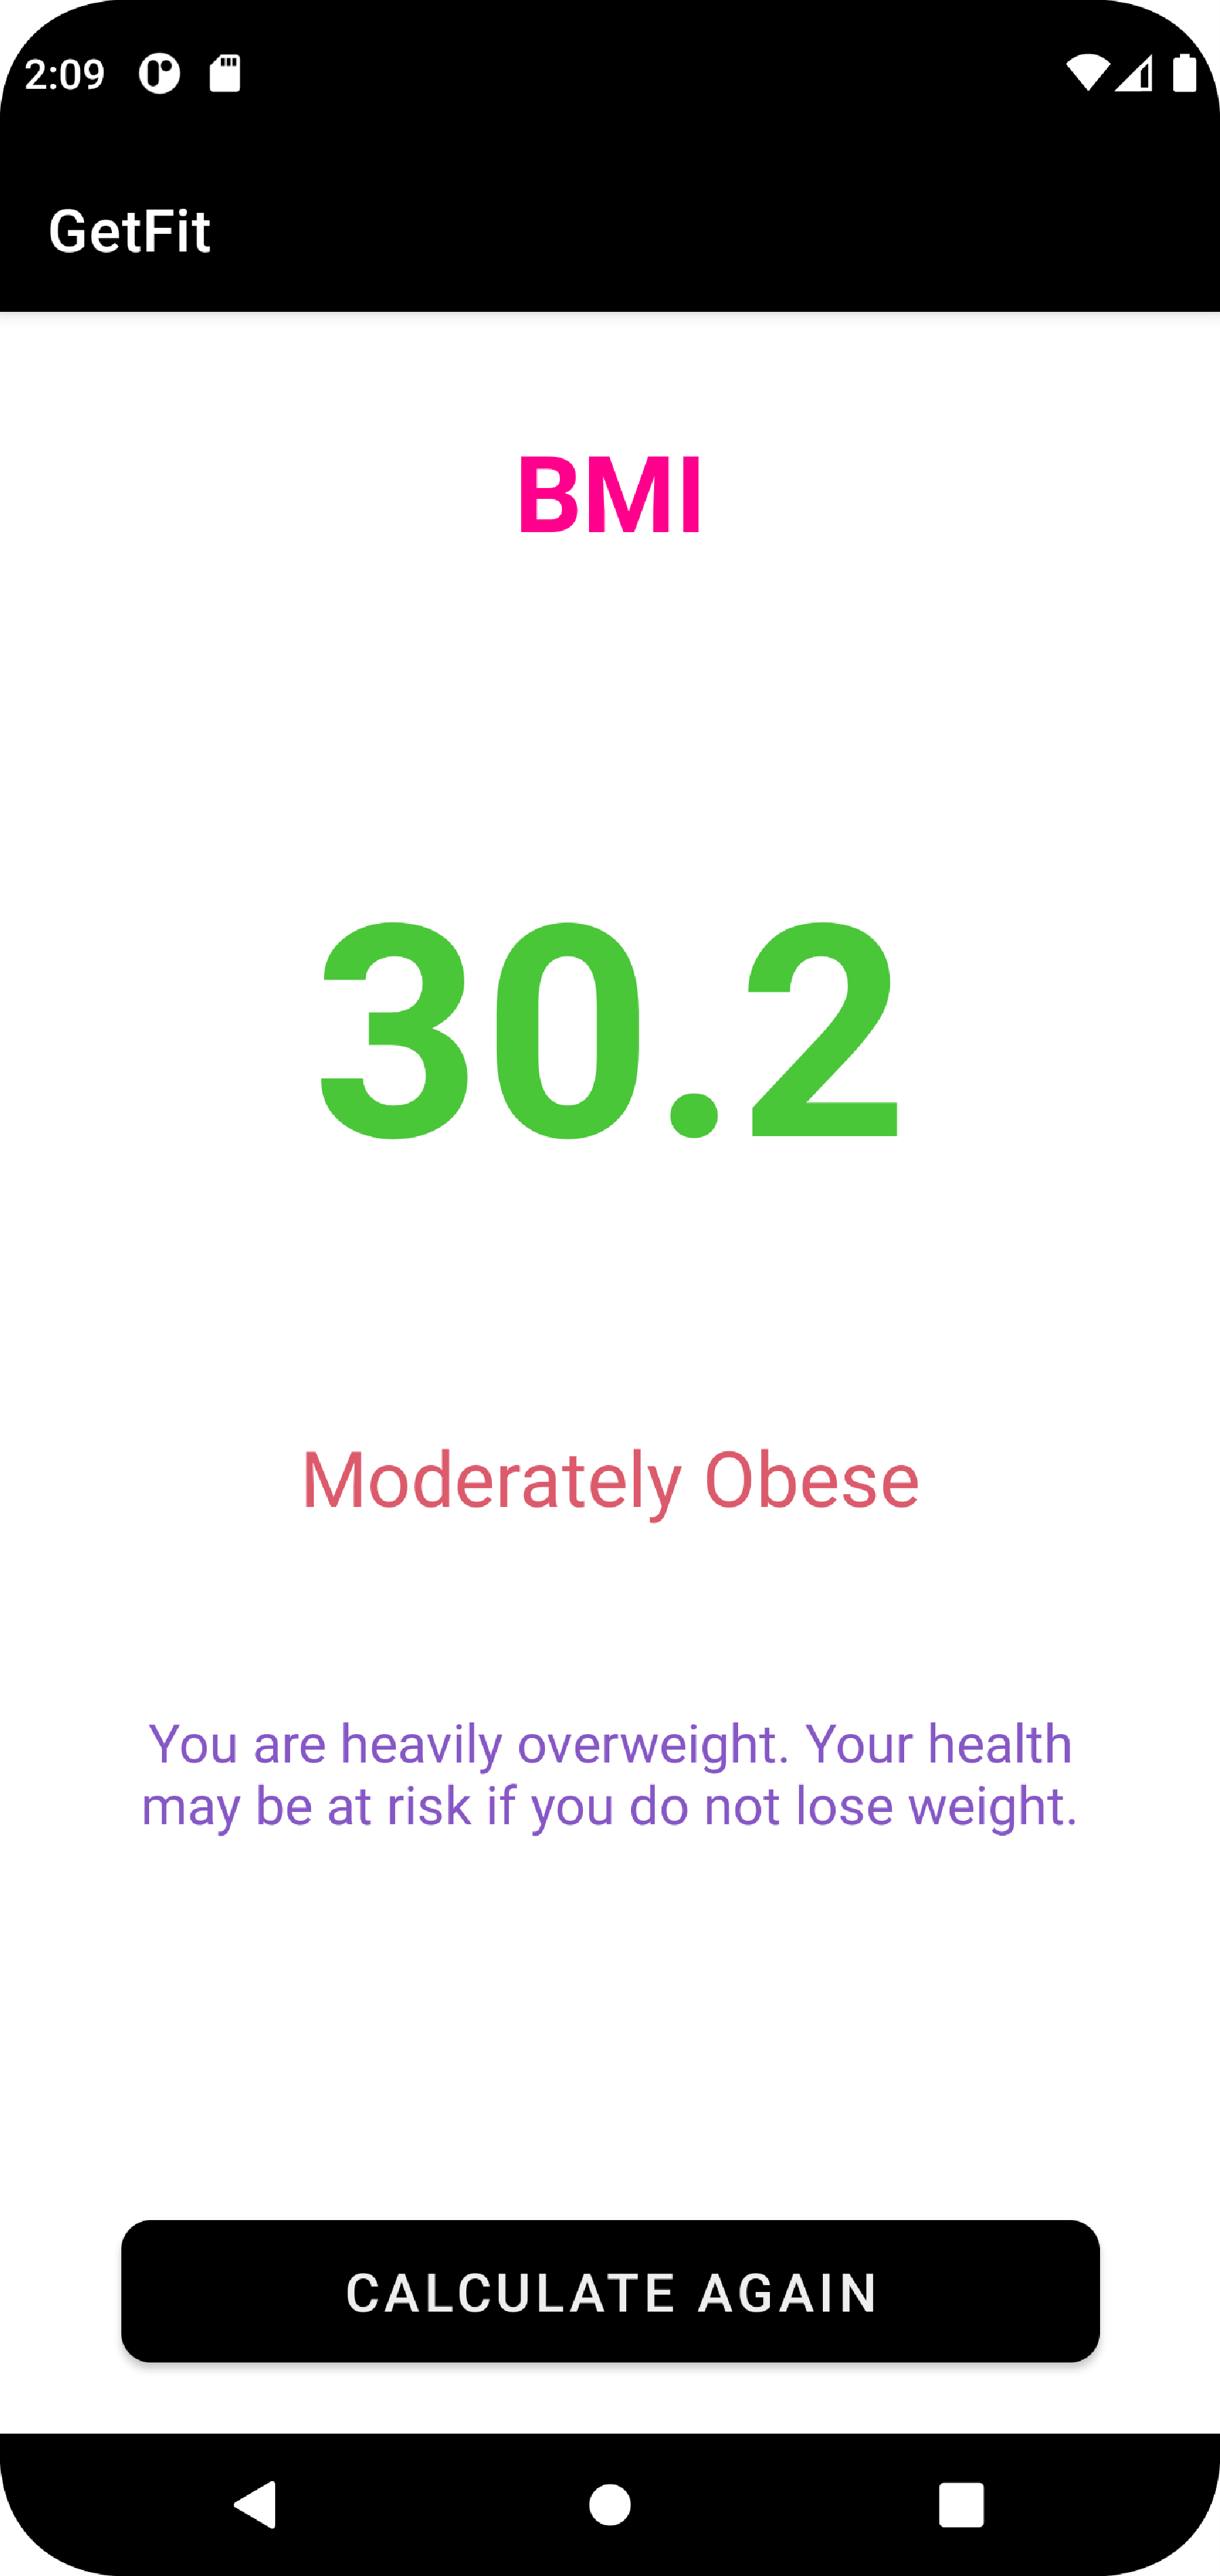 2:09
GetFit
BMI
30.2
Moderately Obese
You are heavily overweight. Your health
may be at risk if you do not lose weight.
CALCULATE AGAIN